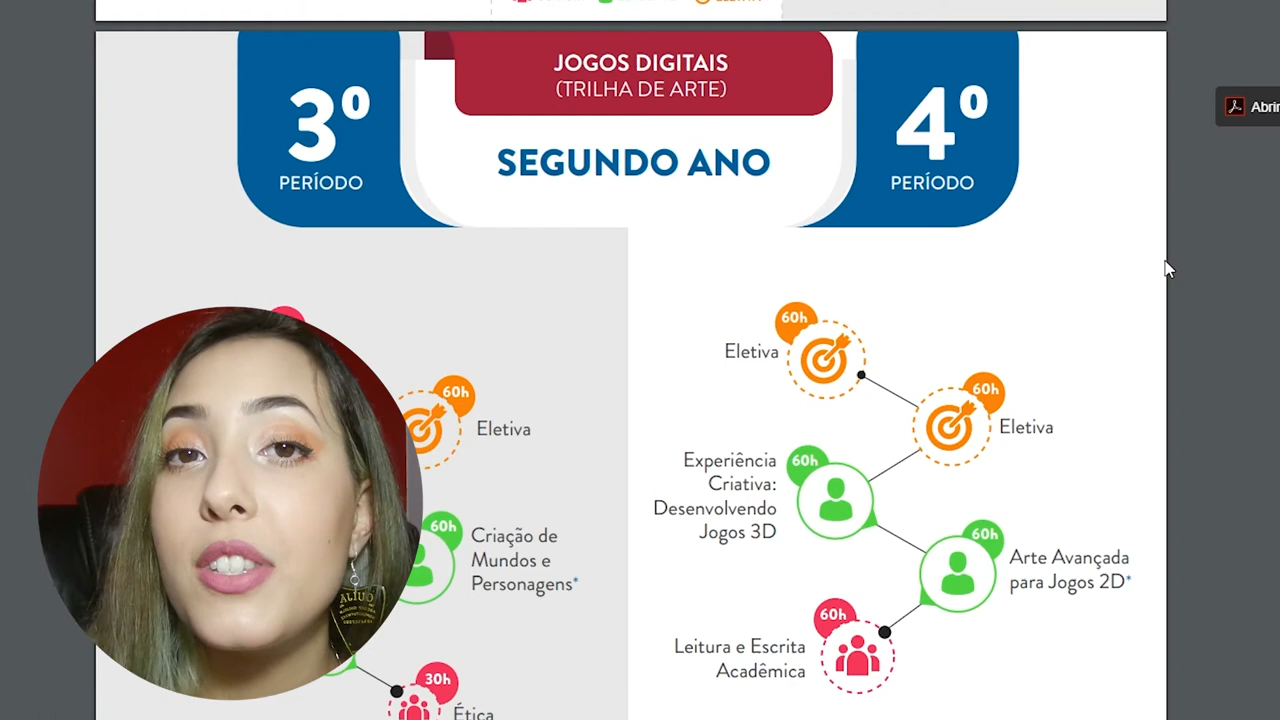 3º
PERÍODO
JOGOS DIGITAIS
(TRILHA DE ARTE)
SEGUNDO ANO
4º
PERÍODO
Abrir
60h
Eletiva
60h
Criação de
Mundos e
Personagens*
30h
Ética
60h
Eletiva
60h
Eletiva
60h
Experiência
Criativa:
Desenvolvendo
Jogos 3D
60h
Arte Avançada
para Jogos 2D*
60h
Leitura e Escrita
Acadêmica